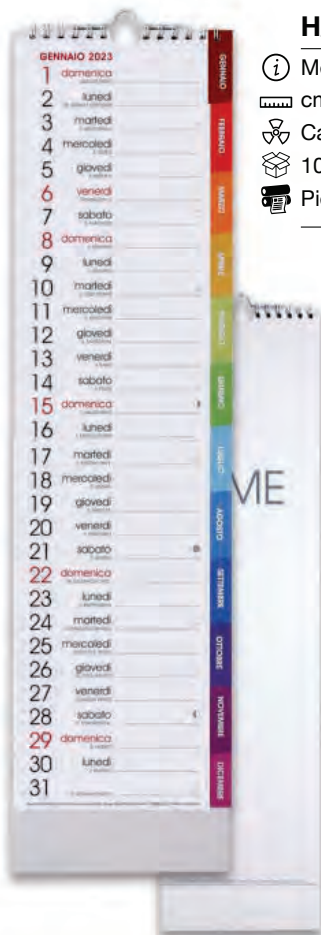 GENNAIO 2023
1 domenica
2 lunedì
3 martedì
4 mercoledì
5 giovedì
6 venerdì
7 sabato
8 domenica
9 lunedì
10 martedì
11 mercoledì
12 giovedì
13 venerdì
14 sabato
15 domenica
16 lunedì
17 martedì
18 mercoledì
19 giovedì
20 venerdì
21 sabato
22 domenica
23 lunedì
24 martedì
25 mercoledì
26 giovedì
27 venerdì
28 sabato
29 domenica
30 lunedì
31
GENNAIO
FEBBRAIO
MARZO
APRILE
MAGGIO
GIUGNO
LUGLIO
AGOSTO
SETTEMBRE
OTTOBRE
NOVEMBRE
DICEMBRE
H
i
cm
Ca
10
ME